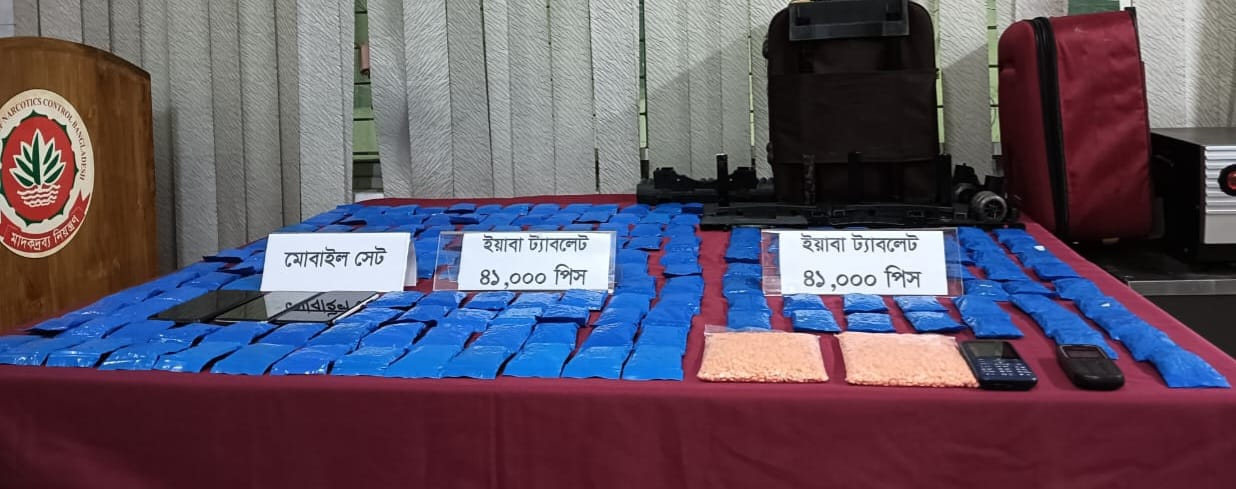 NARCOTICS CONTROL BANGLADESH
মাদকদ্রব্য নিয়ন্ত্রণ
মোবাইল সেট
ইয়াবা ট্যাবলেট
৪১,০০০ পিস
ইয়াবা ট্যাবলেট
৪১,০০০ পিস